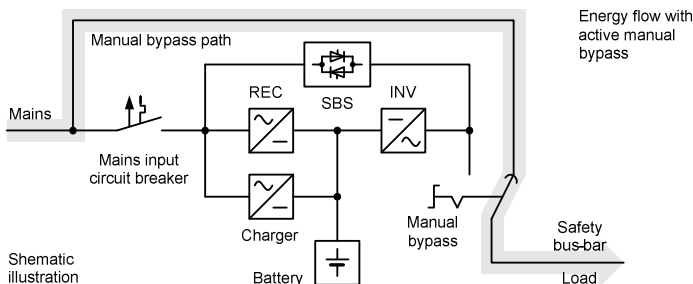 Energy flow with
active manual
bypass
Manual bypass path
REC
SBS
INV
Mains
Mains input
circuit breaker
Charger
Manual
bypass
Safety
bus-bar
Shematic
illustration
Battery
Load